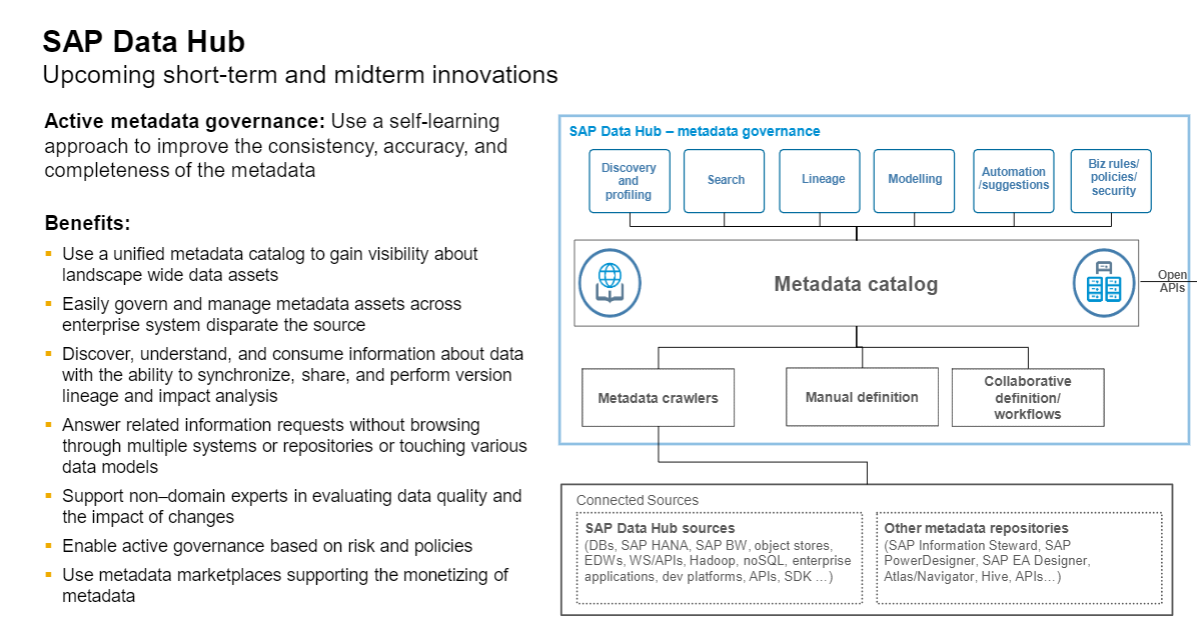 SAP Data Hub
Upcoming short-term and midterm innovations
Active metadata governance: Use a self-learning
approach to improve the consistency, accuracy, and
completeness of the metadata
Benefits:
Use a unified metadata catalog to gain visibility about
landscape wide data assets
Easily govern and manage metadata assets across
enterprise system disparate the source
Discover, understand, and consume information about data
with the ability to synchronize, share, and perform version
lineage and impact analysis
Answer related information requests without browsing
through multiple systems or repositories or touching various
data models
Support non–domain experts in evaluating data quality and
the impact of changes
Enable active governance based on risk and policies
Use metadata marketplaces supporting the monetizing of
metadata
SAP Data Hub – metadata governance
Discovery
and
profiling
Search
Lineage
Modelling
Automation
/suggestions
Biz rules/
policies/
security
Metadata catalog
Open
APIs
Metadata crawlers
Manual definition
Collaborative
definition/
workflows
Connected Sources
SAP Data Hub sources
(DBs, SAP HANA, SAP BW, object stores,
EDWs, WS/APIs, Hadoop, noSQL, enterprise
applications, dev platforms, APIs, SDK …)
Other metadata repositories
(SAP Information Steward, SAP
PowerDesigner, SAP EA Designer,
Atlas/Navigator, Hive, APIs…)